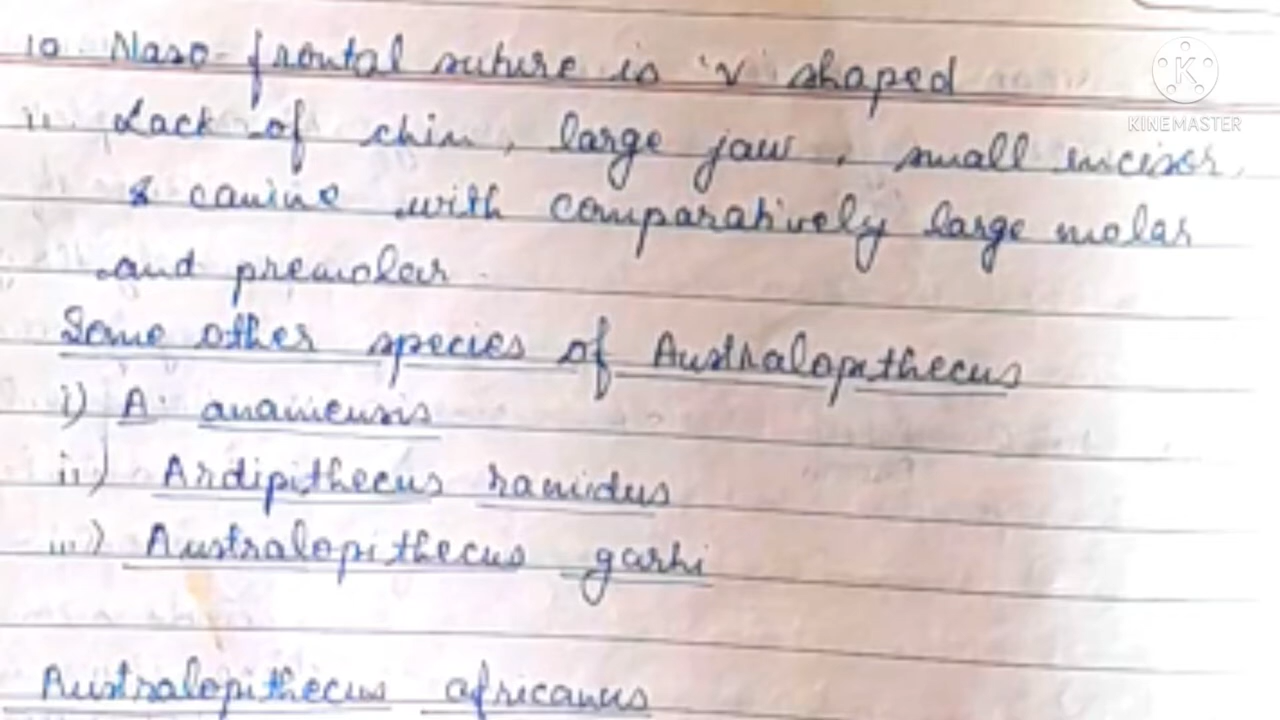 10. Naso-frontal suture is 'v' shaped
K
KINEMASTER
11. Lack of chin, large jaw, small incisor,
& canine with comparatively large molar
and premolar.
Some other species of Australopithecus
i) A. anamensis
ii) Ardipithecus ramidus
iii) Australopithecus garhi
Australopithecus africanus